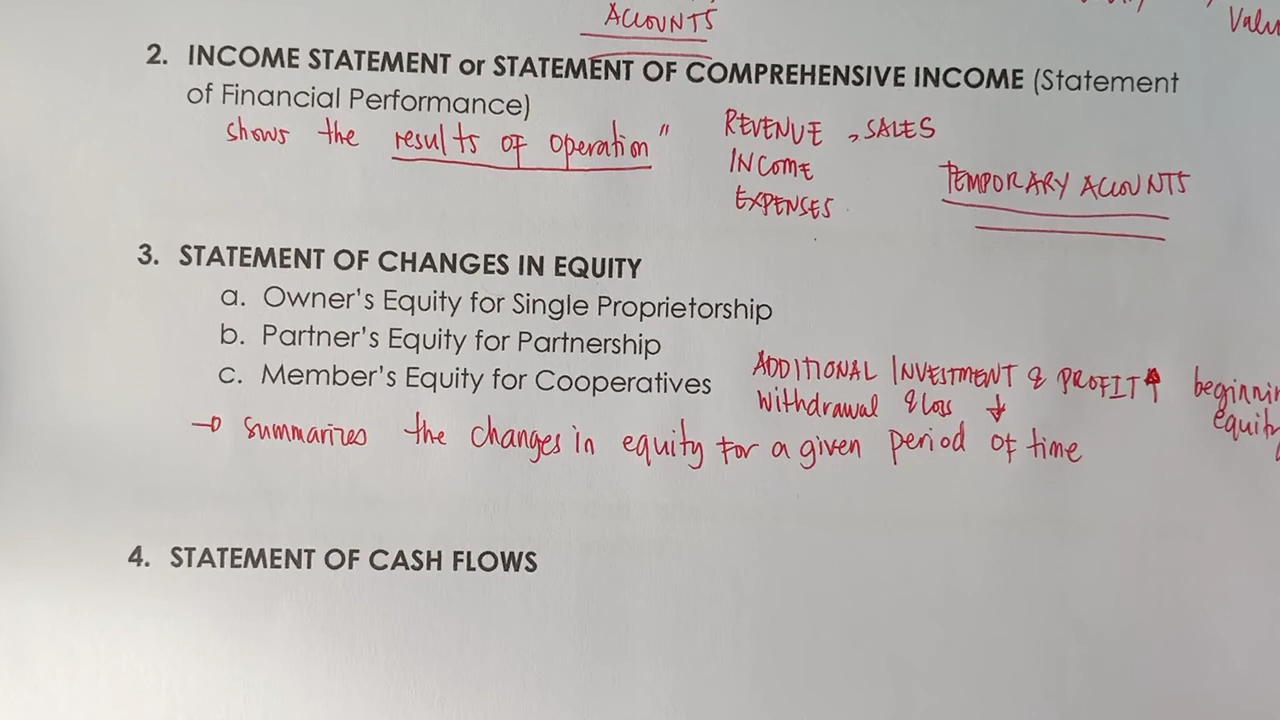 ACCOUNTS
2. INCOME STATEMENT or STATEMENT OF COMPREHENSIVE INCOME (Statement
of Financial Performance)
shows the results of operation"
REVENUE, SALES
INCOME
EXPENSES
TEMPORARY ACCOUNTS
3. STATEMENT OF CHANGES IN EQUITY
a. Owner's Equity for Single Proprietorship
b. Partner's Equity for Partnership
c. Member's Equity for Cooperatives
ADDITIONAL INVESTMENT & PROFIT ↑
withdrawal & loss ↓
equity
→ summarizes the changes in equity for a given period of time
4. STATEMENT OF CASH FLOWS